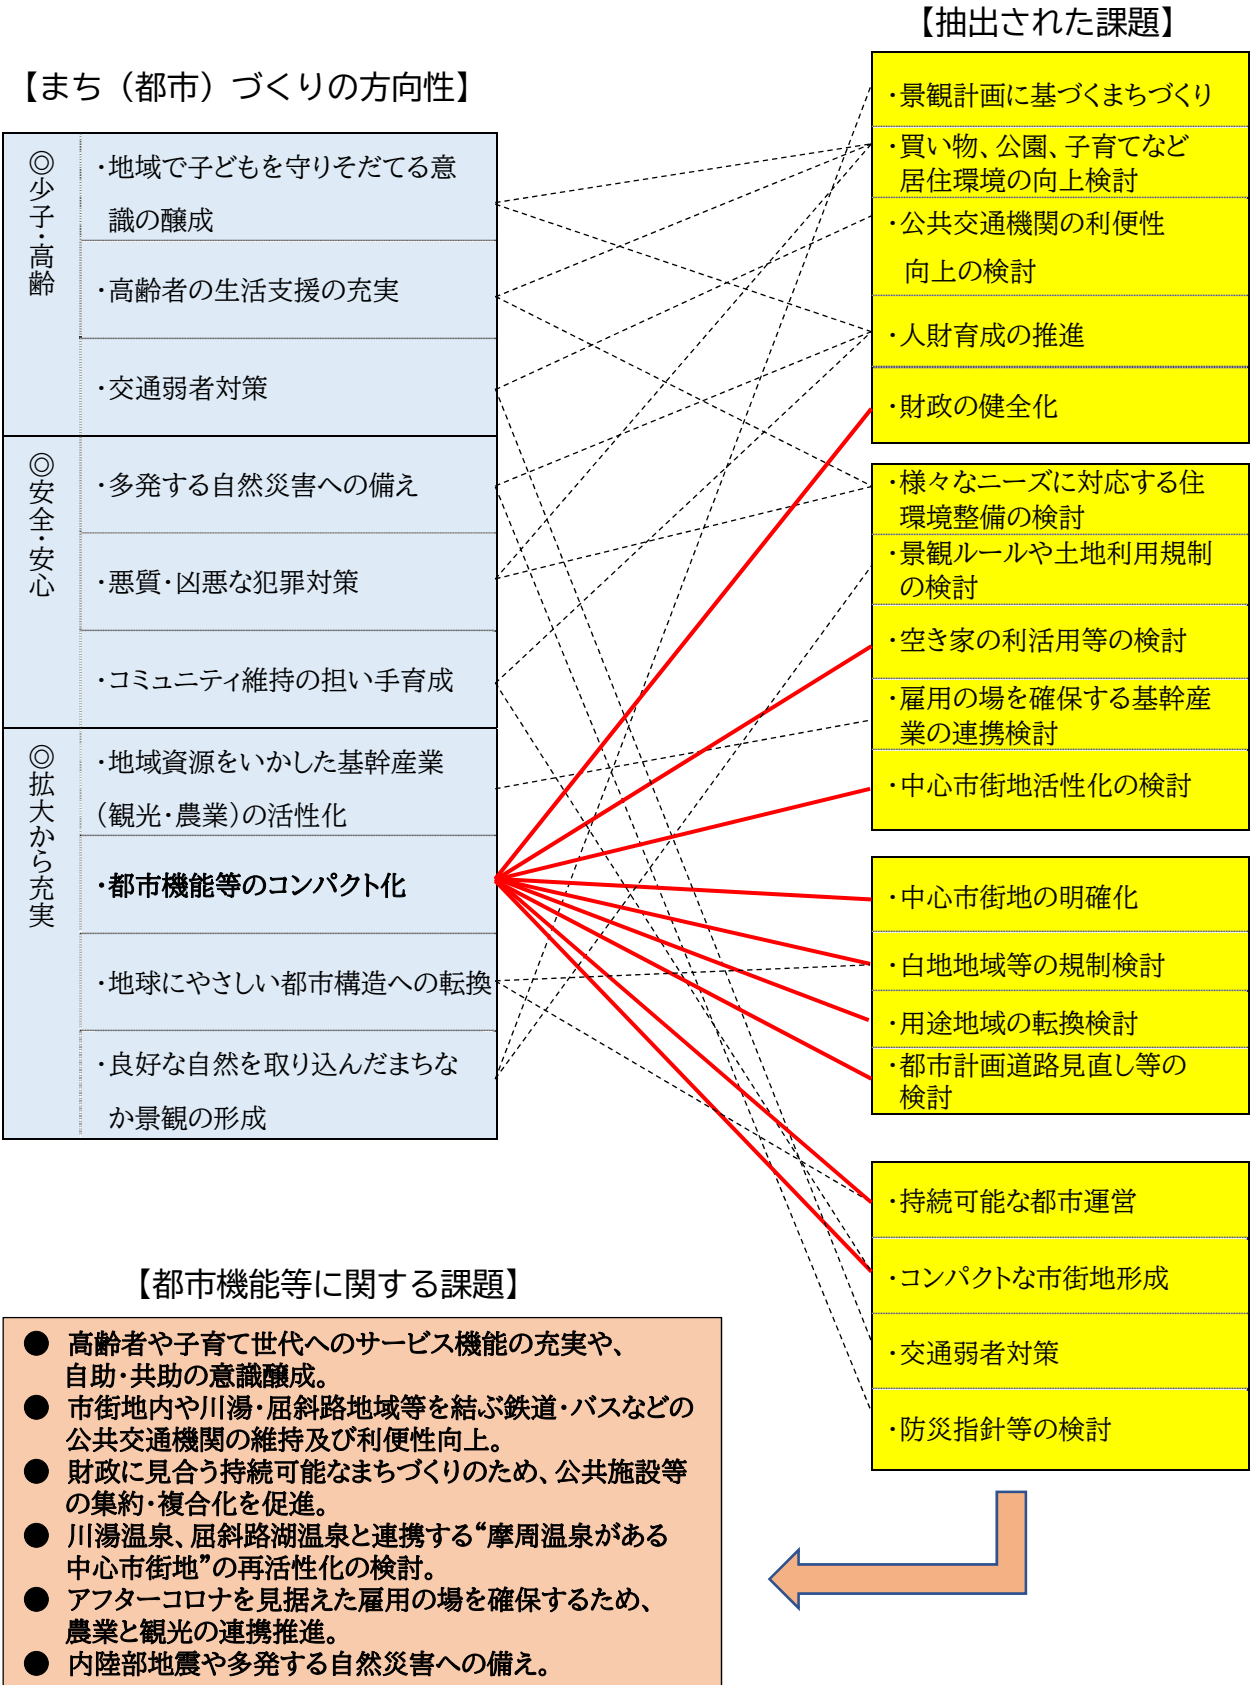 【抽出された課題】
【まち（都市）づくりの方向性】
◎少子・高齢
・地域で子どもを守りそだてる意
識の醸成
・高齢者の生活支援の充実
・交通弱者対策
◎安全・安心
・多発する自然災害への備え
・悪質・凶悪な犯罪対策
・コミュニティ維持の担い手育成
◎拡大から充実
・地域資源をいかした基幹産業
（観光・農業）の活性化
・都市機能等のコンパクト化
・地球にやさしい都市構造への転換
・良好な自然を取り込んだまちな
か景観の形成
・景観計画に基づくまちづくり
・買い物、公園、子育てなど
居住環境の向上検討
・公共交通機関の利便性
向上の検討
・人財育成の推進
・財政の健全化
・様々なニーズに対応する住
環境整備の検討
・景観ルールや土地利用規制
の検討
・空き家の利活用等の検討
・雇用の場を確保する基幹産
業の連携検討
・中心市街地活性化の検討
・中心市街地の明確化
・白地地域等の規制検討
・用途地域の転換検討
・都市計画道路見直し等の
検討
・持続可能な都市運営
・コンパクトな市街地形成
・交通弱者対策
・防災指針等の検討
【都市機能等に関する課題】
● 高齢者や子育て世代へのサービス機能の充実や、
自助・共助の意識醸成。
● 市街地内や川湯・屈斜路地域等を結ぶ鉄道・バスなどの
公共交通機関の維持及び利便性向上。
● 財政に見合う持続可能なまちづくりのため、公共施設等
の集約・複合化を促進。
● 川湯温泉、屈斜路湖温泉と連携する“摩周温泉がある
中心市街地”の再活性化の検討。
● アフターコロナを見据えた雇用の場を確保するため、
農業と観光の連携推進。
● 内陸部地震や多発する自然災害への備え。